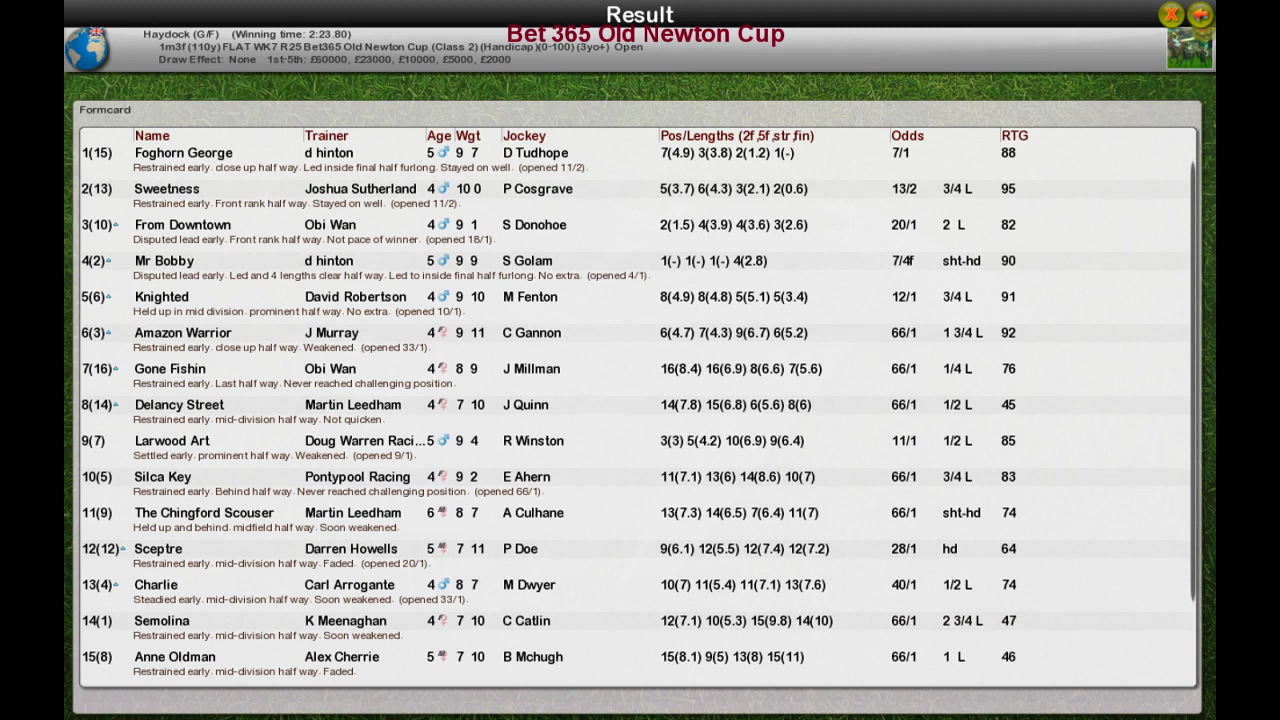 Result
Bet 365 Old Newton Cup
Haydock (G/F) (Winning time: 2:23.80)
1m3f (110y) FLAT WK7 R25 Bet365 Old Newton Cup (Class 2) (Handicap)(0-100) (3yo+) Open
Draw Effect: None 1st-5th: £60000, £23000, £10000, £5000, £2000
Formcard
Name Trainer Age Wgt Jockey Pos/Lengths (2f,5f,str,fin) Odds RTG
1(15) Foghorn George d hinton 5 9 7 D Tudhope 7(4.9) 3(3.8) 2(1.2) 1(-) 7/1 88
Restrained early. close up half way. Led inside final half furlong. Stayed on well. (opened 11/2).
2(13) Sweetness Joshua Sutherland 4 10 0 P Cosgrave 5(3.7) 6(4.3) 3(2.1) 2(0.6) 13/2 3/4 L 95
Restrained early. Front rank half way. Stayed on well. (opened 11/2).
3(10) From Downtown Obi Wan 4 9 1 S Donohoe 2(1.5) 4(3.9) 4(3.6) 3(2.6) 20/1 2 L 82
Disputed lead early. Front rank half way. Not pace of winner. (opened 18/1).
4(2) Mr Bobby d hinton 5 9 9 S Golam 1(-) 1(-) 1(-) 4(2.8) 7/4f sht-hd 90
Disputed lead early. Led and 4 lengths clear half way. Led to inside final half furlong. No extra. (opened 4/1).
5(6) Knighted David Robertson 4 9 10 M Fenton 8(4.9) 8(4.8) 5(5.1) 5(3.4) 12/1 3/4 L 91
Held up in mid division. prominent half way. No extra. (opened 10/1).
6(3) Amazon Warrior J Murray 4 9 11 C Gannon 6(4.7) 7(4.3) 9(6.7) 6(5.2) 66/1 1 3/4 L 92
Restrained early. close up half way. Weakened. (opened 33/1).
7(16) Gone Fishin Obi Wan 4 8 9 J Millman 16(8.4) 16(6.9) 8(6.6) 7(5.6) 66/1 1/4 L 76
Restrained early. Last half way. Never reached challenging position.
8(14) Delancy Street Martin Leedham 4 7 10 J Quinn 14(7.8) 15(6.8) 6(5.6) 8(6) 66/1 1/2 L 45
Restrained early. mid-division half way. Not quicken.
9(7) Larwood Art Doug Warren Raci... 5 9 4 R Winston 3(3) 5(4.2) 10(6.9) 9(6.4) 11/1 1/2 L 85
Settled early. prominent half way. Weakened. (opened 9/1).
10(5) Silca Key Pontypool Racing 4 9 2 E Ahern 11(7.1) 13(6) 14(8.6) 10(7) 66/1 3/4 L 83
Restrained early. Behind half way. Never reached challenging position. (opened 66/1).
11(9) The Chingford Scouser Martin Leedham 6 8 7 A Culhane 13(7.3) 14(6.5) 7(6.4) 11(7) 66/1 sht-hd 74
Held up and behind. midfield half way. Soon weakened.
12(12) Sceptre Darren Howells 5 7 11 P Doe 9(6.1) 12(5.5) 12(7.4) 12(7.2) 28/1 hd 64
Restrained early. mid-division half way. Faded. (opened 20/1).
13(4) Charlie Carl Arrogante 4 8 7 M Dwyer 10(7) 11(5.4) 11(7.1) 13(7.6) 40/1 1/2 L 74
Steadied early. mid-division half way. Soon weakened. (opened 33/1).
14(1) Semolina K Meenaghan 4 7 10 C Catlin 12(7.1) 10(5.3) 15(9.8) 14(10) 66/1 2 3/4 L 47
Restrained early. mid-division half way. Soon weakened.
15(8) Anne Oldman Alex Cherrie 5 7 10 B Mchugh 15(8.1) 9(5) 13(8) 15(11) 66/1 1 L 46
Restrained early. mid-division half way. Faded.